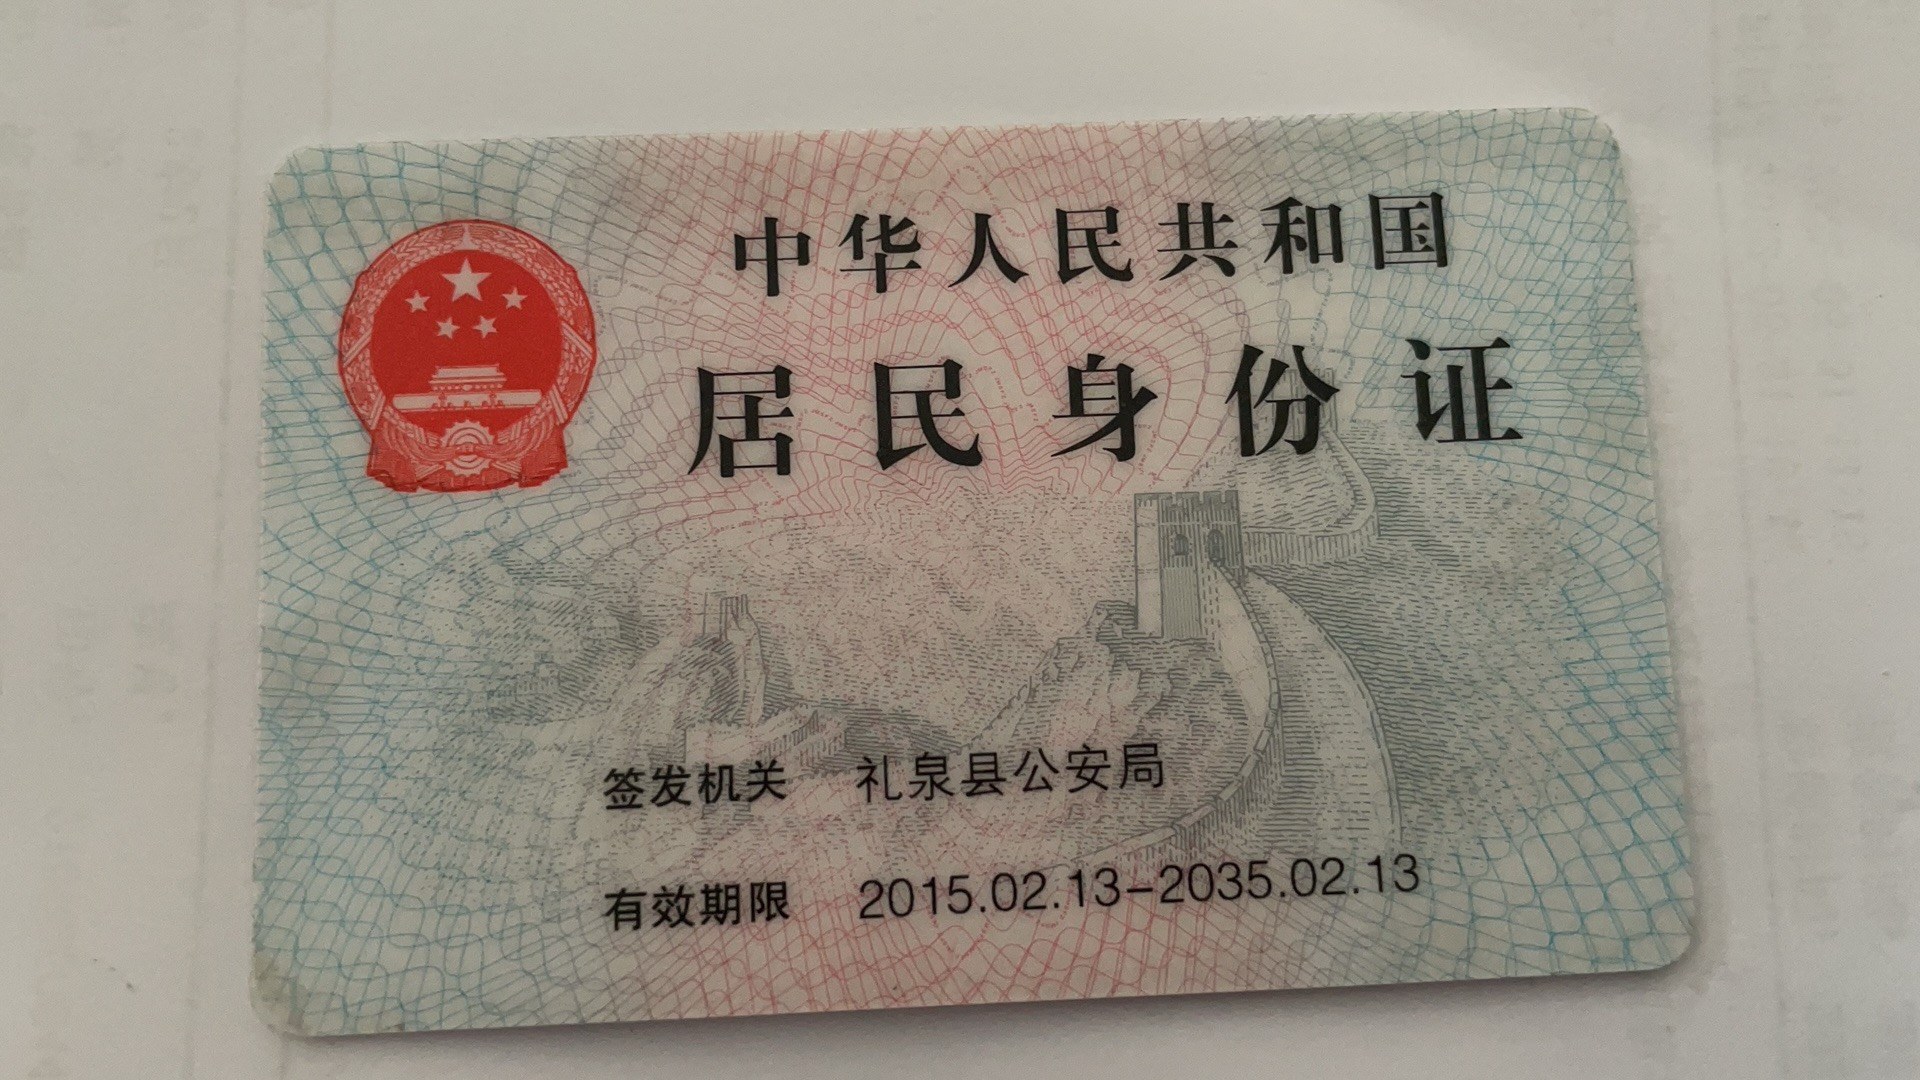 中华人民共和国
居民身份证
签发机关 礼泉县公安局
有效期限 2015.02.13-2035.02.13